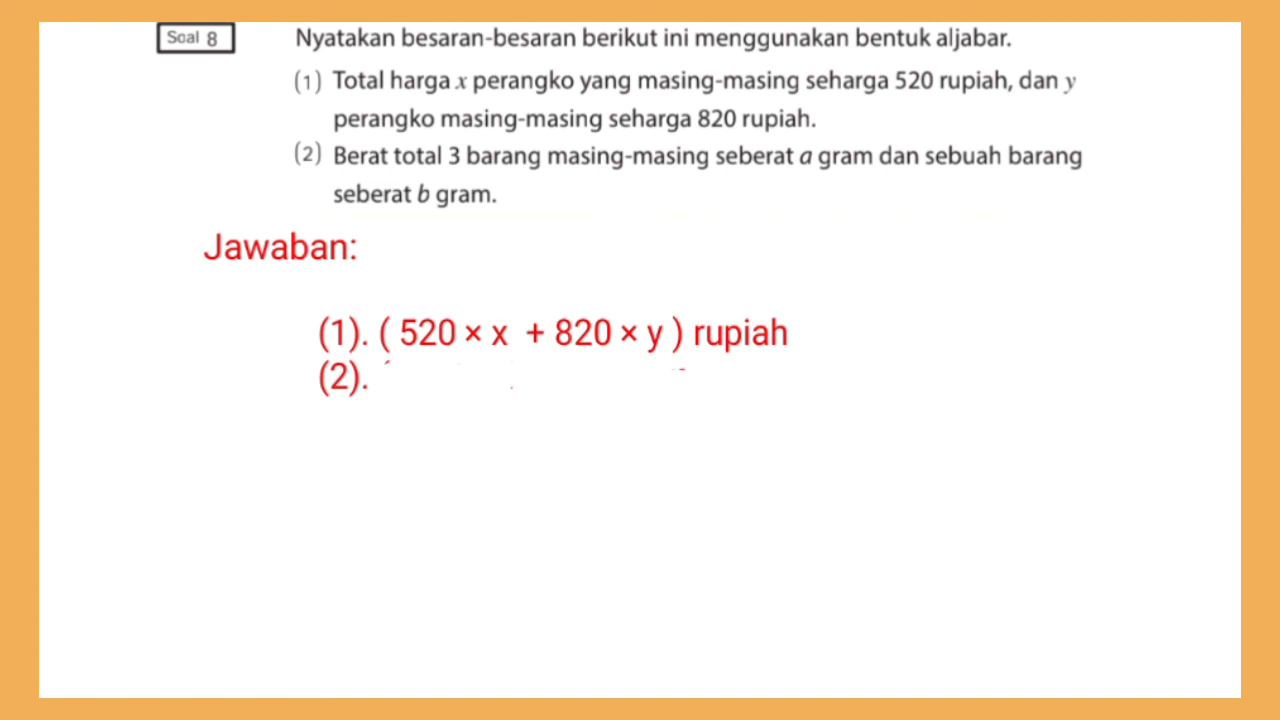 Soal 8 Nyatakan besaran-besaran berikut ini menggunakan bentuk aljabar.
(1) Total harga x perangko yang masing-masing seharga 520 rupiah, dan y
perangko masing-masing seharga 820 rupiah.
(2) Berat total 3 barang masing-masing seberat a gram dan sebuah barang
seberat b gram.
Jawaban:
(1). ( 520 × x + 820 × y ) rupiah
(2).